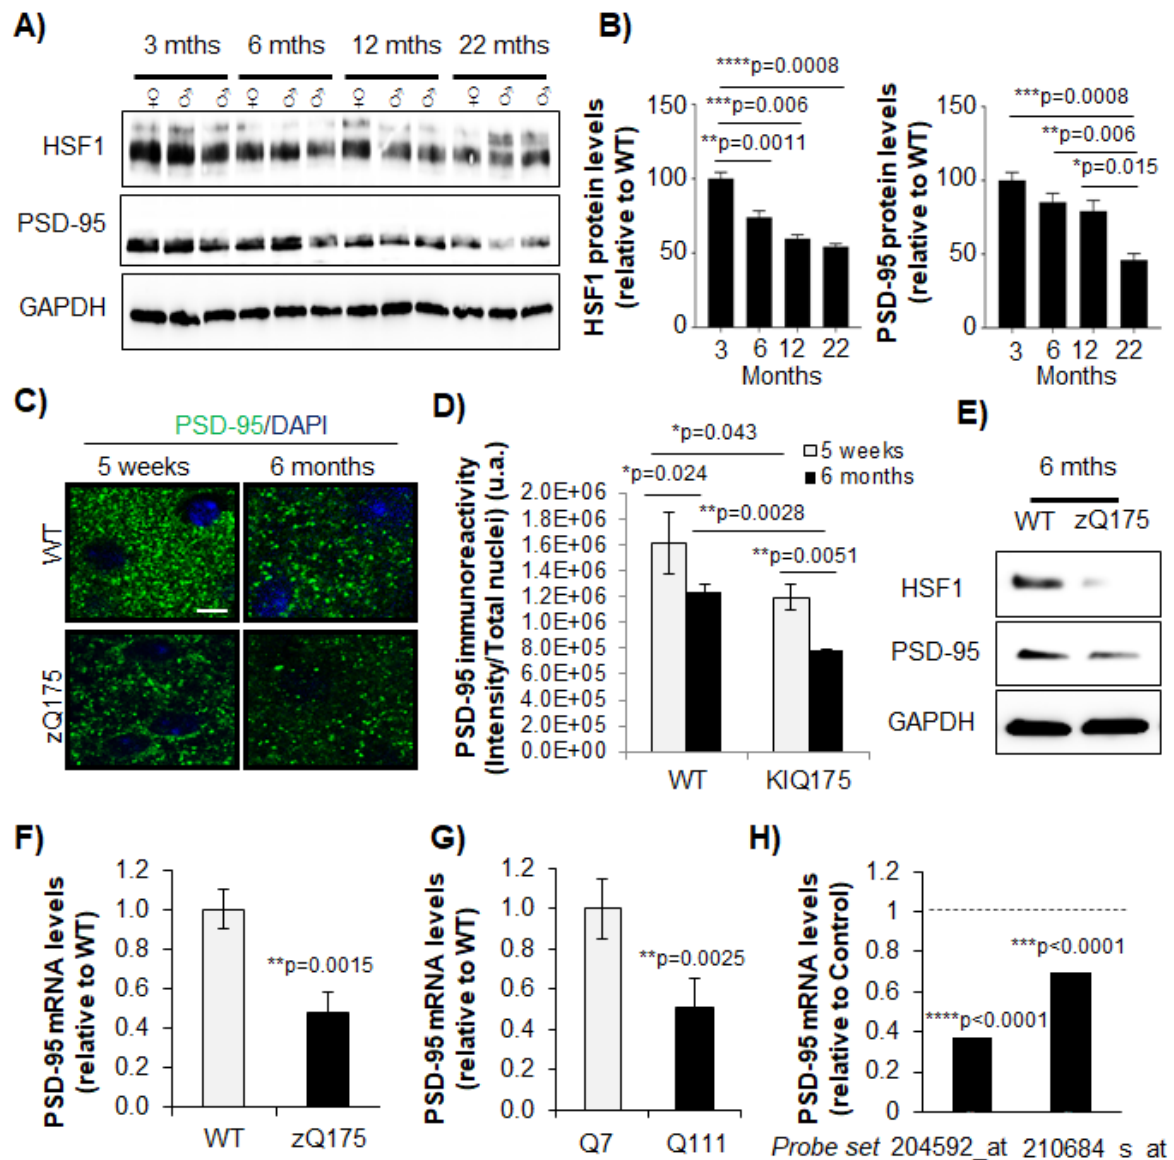 A)
3 mths 6 mths 12 mths 22 mths
♀ ♂ ♂ ♀ ♂ ♂ ♀ ♂ ♂ ♀ ♂ ♂
HSF1
PSD-95
GAPDH
B)
HSF1 protein levels
(relative to WT)
****p=0.0008
***p=0.006
**p=0.0011
150
100
50
0
3 6 12 22
Months
PSD-95 protein levels
(relative to WT)
***p=0.0008
**p=0.006
*p=0.015
150
100
50
0
3 6 12 22
Months
C)
PSD-95/DAPI
5 weeks 6 months
WT
zQ175
D)
PSD-95 immunoreactivity
(Intensity/Total nuclei) (u.a.)
*p=0.043
5 weeks
6 months
*p=0.024
**p=0.0028
**p=0.0051
2.0E+06
1.8E+06
1.6E+06
1.4E+06
1.2E+06
1.0E+06
8.0E+05
6.0E+05
4.0E+05
2.0E+05
0.0E+00
WT KIQ175
E)
6 mths
WT zQ175
HSF1
PSD-95
GAPDH
F)
PSD-95 mRNA levels
(relative to WT)
1.2
1.0
0.8
0.6
0.4
0.2
0.0
**p=0.0015
WT zQ175
G)
PSD-95 mRNA levels
(relative to WT)
1.2
1.0
0.8
0.6
0.4
0.2
0.0
**p=0.0025
Q7 Q111
H)
PSD-95 mRNA levels
(relative to Control)
1.2
1
0.8
0.6
0.4
0.2
0
***p<0.0001
****p<0.0001
Probe set 204592_at 210684 s at